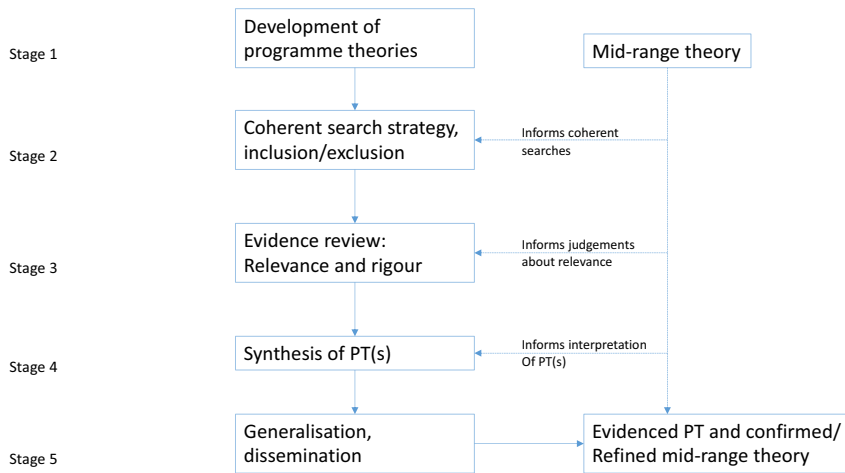 Stage 1
Development of
programme theories
Mid-range theory
Stage 2
Coherent search strategy,
inclusion/exclusion
Informs coherent
searches
Stage 3
Evidence review:
Relevance and rigour
Informs judgements
about relevance
Stage 4
Synthesis of PT(s)
Informs interpretation
Of PT(s)
Stage 5
Generalisation,
dissemination
Evidenced PT and confirmed/
Refined mid-range theory